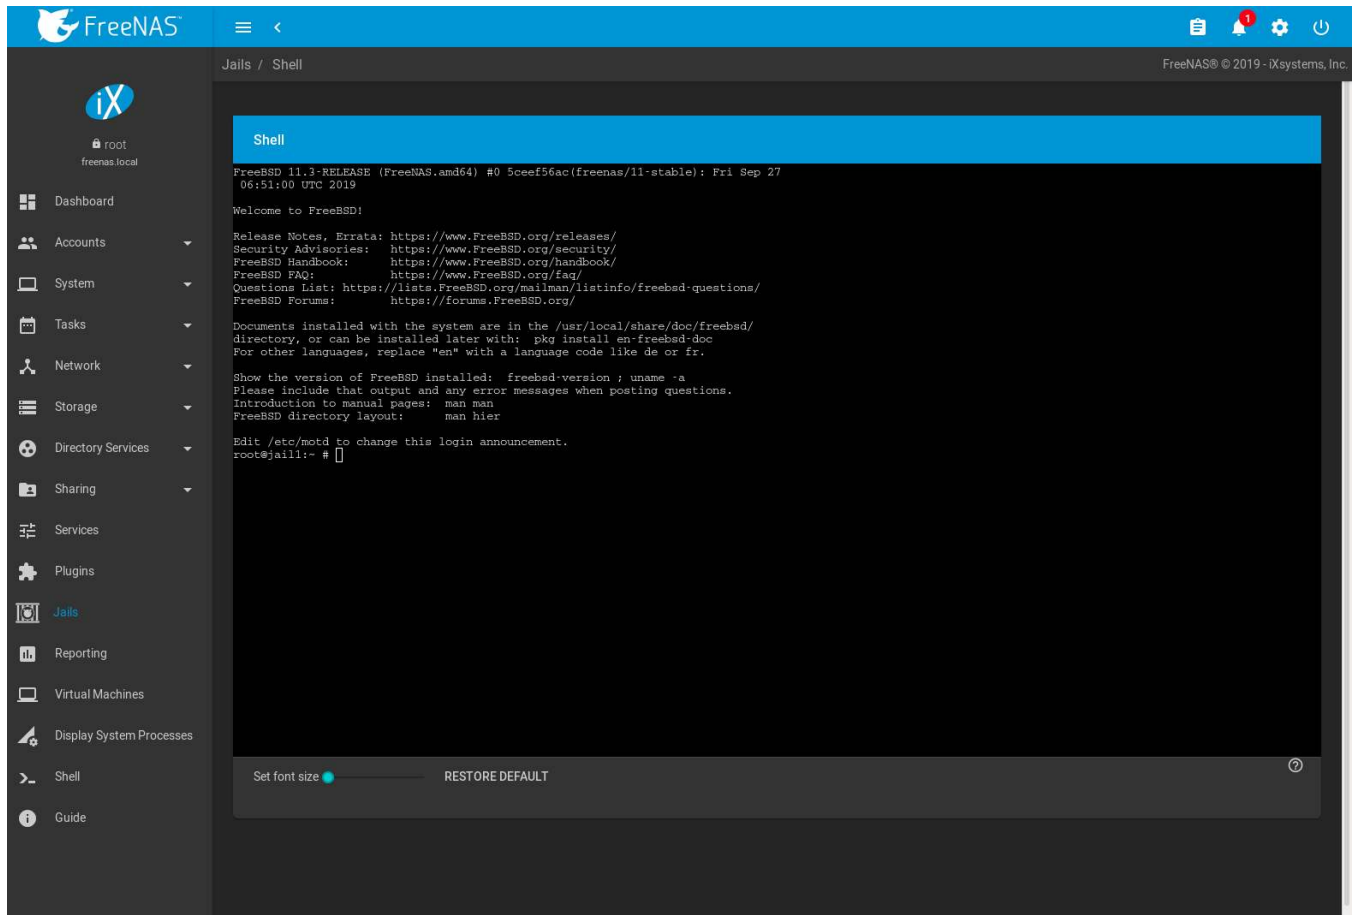 FreeNAS
1
Jails / Shell
FreeNAS® © 2019 - iXsystems, Inc.
iX
root
freenas.local
Dashboard
Accounts
System
Tasks
Network
Storage
Directory Services
Sharing
Services
Plugins
Jails
Reporting
Virtual Machines
Display System Processes
Shell
Guide
Shell
FreeBSD 11.3-RELEASE (FreeNAS.amd64) #0 5ceef56ac(freenas/11-stable): Fri Sep 27
06:51:00 UTC 2019
Welcome to FreeBSD!
Release Notes, Errata: https://www.FreeBSD.org/releases/
Security Advisories: https://www.FreeBSD.org/security/
FreeBSD Handbook: https://www.FreeBSD.org/handbook/
FreeBSD FAQ: https://www.FreeBSD.org/faq/
Questions List: https://lists.FreeBSD.org/mailman/listinfo/freebsd-questions/
FreeBSD Forums: https://forums.FreeBSD.org/
Documents installed with the system are in the /usr/local/share/doc/freebsd/
directory, or can be installed later with: pkg install en-freebsd-doc
For other languages, replace "en" with a language code like de or fr.
Show the version of FreeBSD installed: freebsd-version ; uname -a
Please include that output and any error messages when posting questions.
Introduction to manual pages: man man
FreeBSD directory layout: man hier
Edit /etc/motd to change this login announcement.
root@jail1:~ #
Set font size
RESTORE DEFAULT